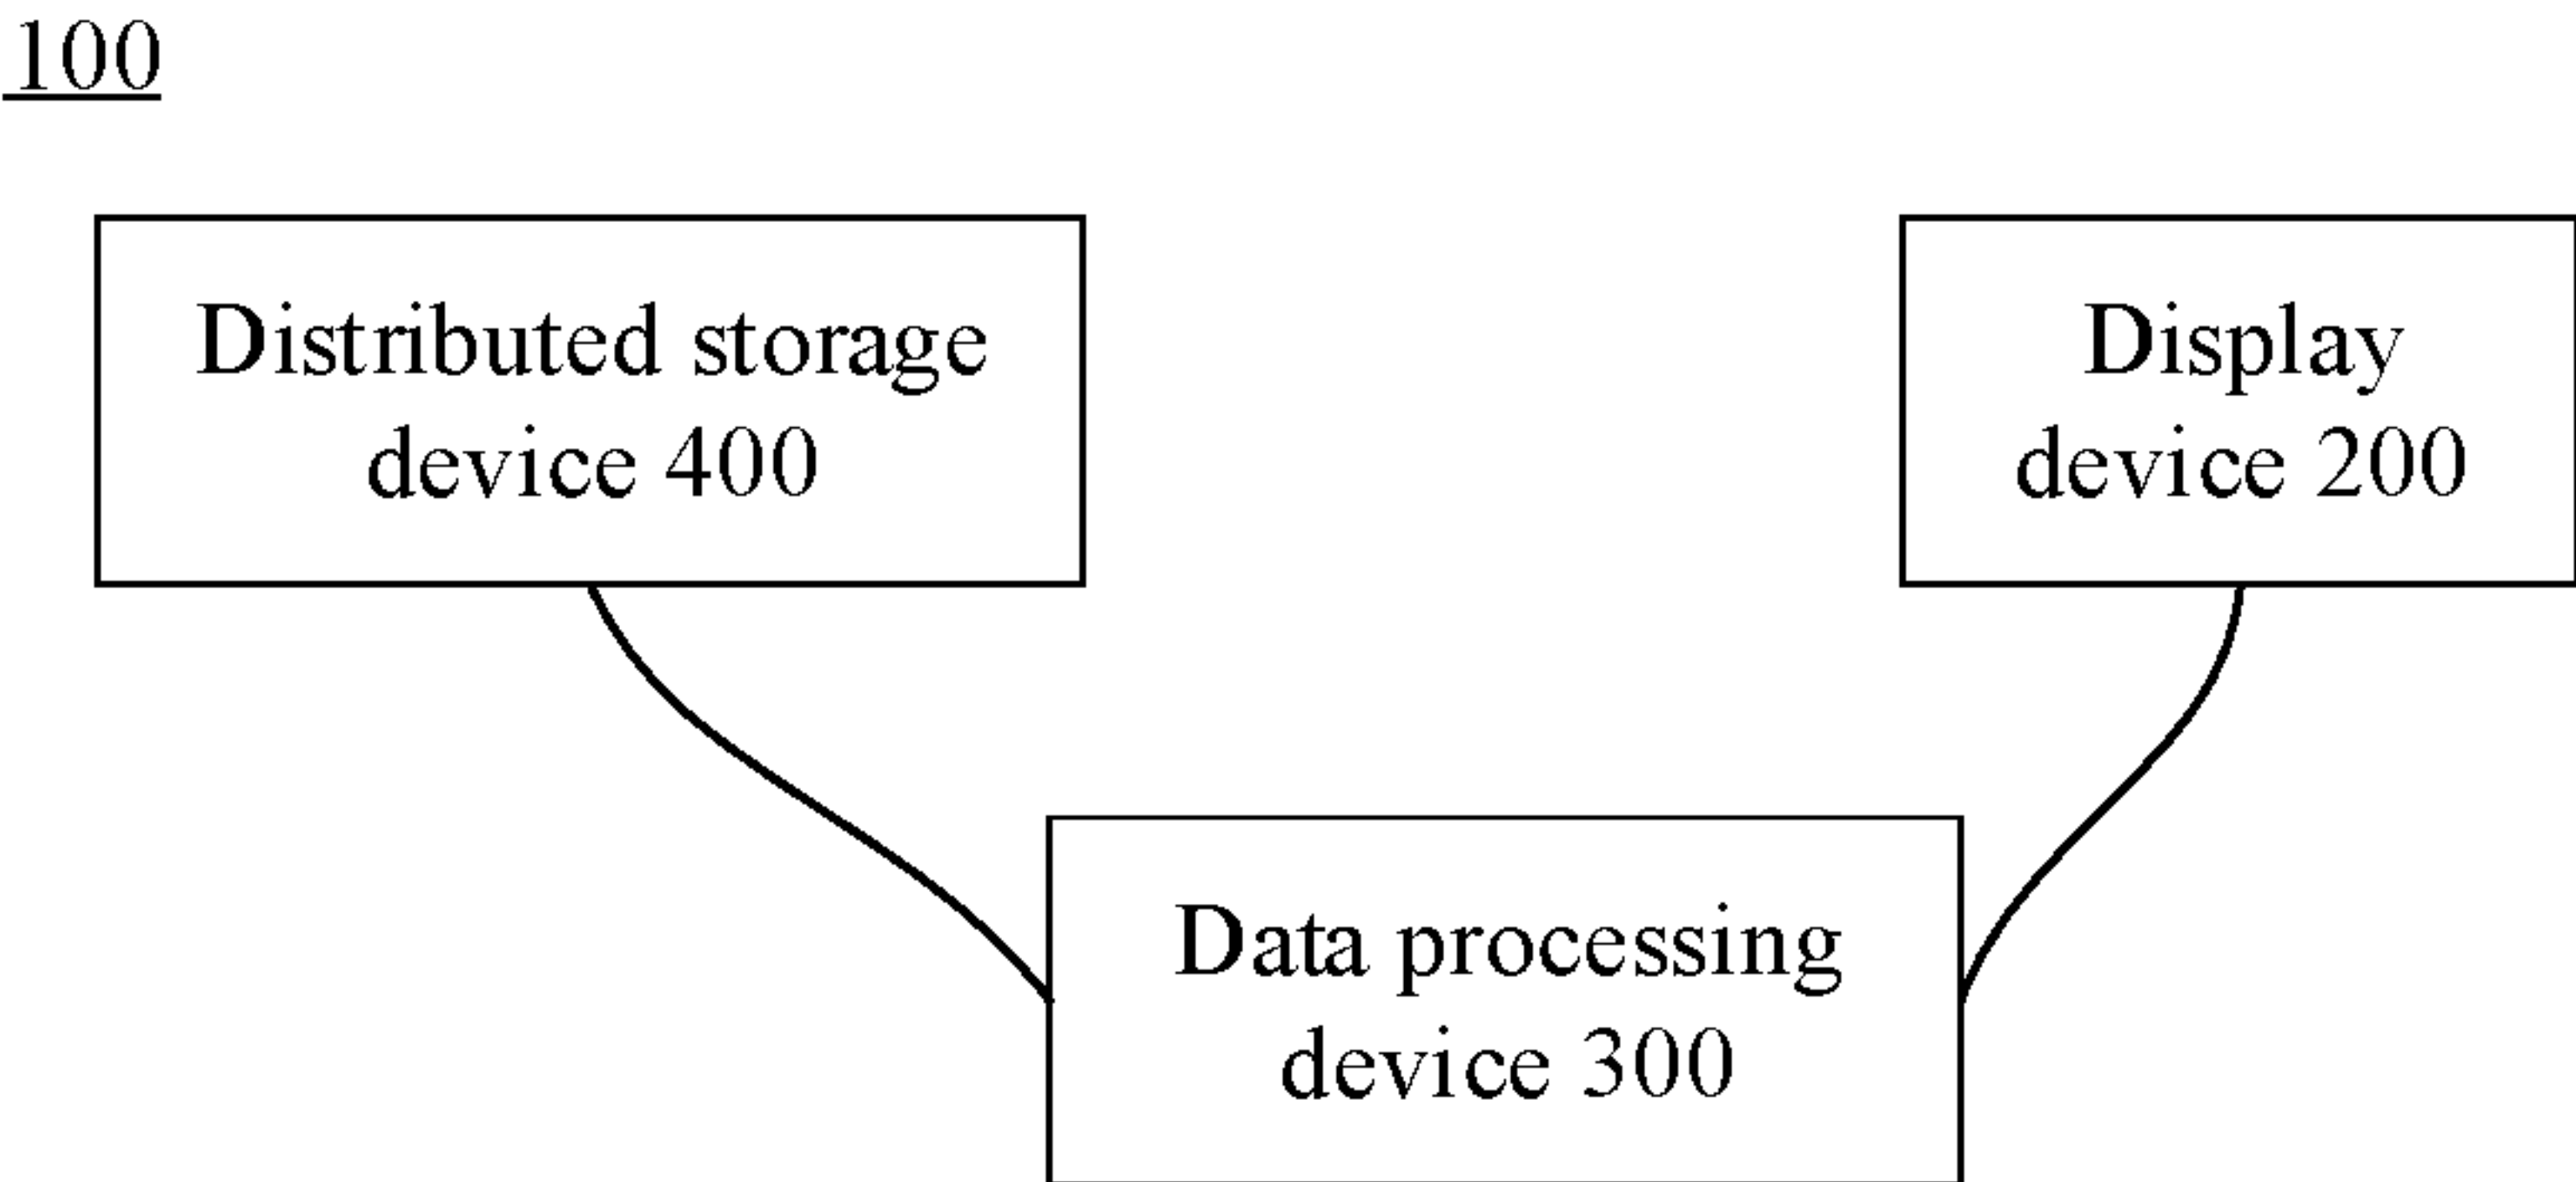 100
Distributed storage
device 400
Display
device 200
Data processing
device 300